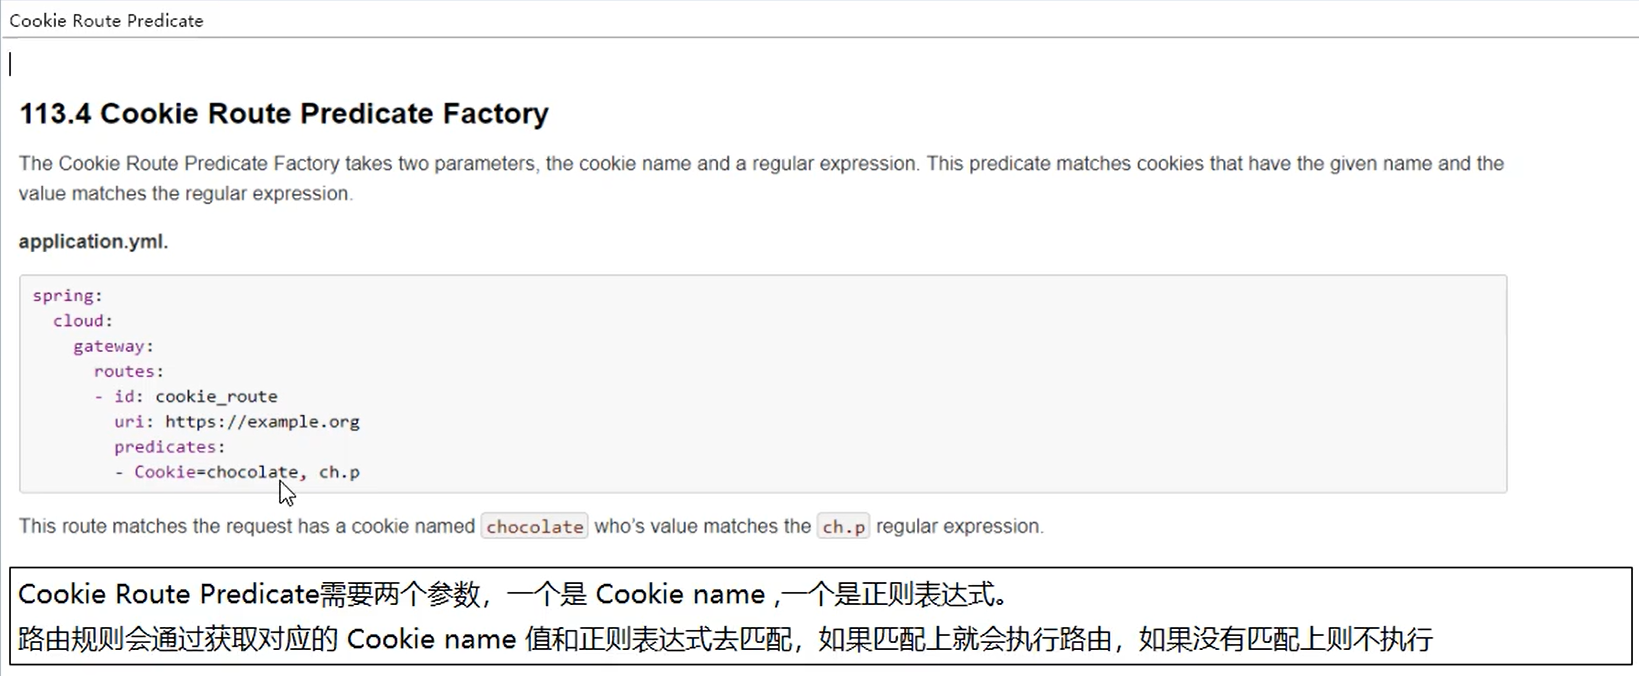 Cookie Route Predicate
113.4 Cookie Route Predicate Factory
The Cookie Route Predicate Factory takes two parameters, the cookie name and a regular expression. This predicate matches cookies that have the given name and the
value matches the regular expression.
application.yml.
spring:
  cloud:
    gateway:
      routes:
      - id: cookie_route
        uri: https://example.org
        predicates:
        - Cookie=chocolate, ch.p
This route matches the request has a cookie named chocolate who's value matches the ch.p regular expression.
Cookie Route Predicate需要两个参数，一个是 Cookie name ,一个是正则表达式。
路由规则会通过获取对应的 Cookie name 值和正则表达式去匹配，如果匹配上就会执行路由，如果没有匹配上则不执行